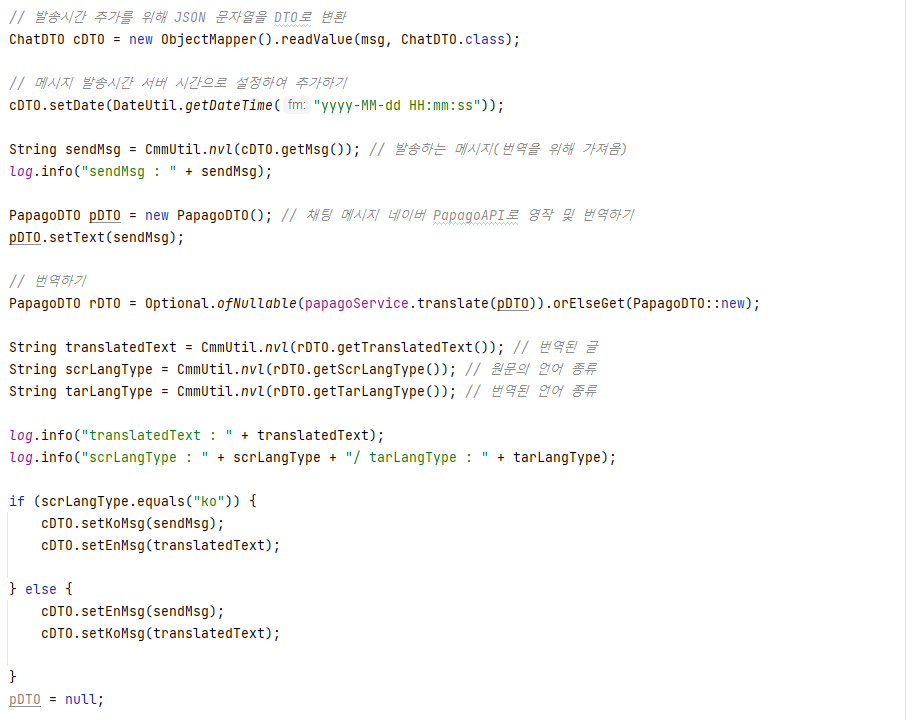 // 발송시간 추가를 위해 JSON 문자열을 DTO로 변환
ChatDTO cDTO = new ObjectMapper().readValue(msg, ChatDTO.class);
// 메시지 발송시간 서버 시간으로 설정하여 추가하기
cDTO.setDate(DateUtil.getDateTime( fm: "yyyy-MM-dd HH:mm:ss"));
String sendMsg = CmmUtil.nvl(cDTO.getMsg()); // 발송하는 메시지(번역을 위해 가져옴)
log.info("sendMsg : " + sendMsg);
PapagoDTO pDTO = new PapagoDTO(); // 채팅 메시지 네이버 PapagoAPI로 영작 및 번역하기
pDTO.setText(sendMsg);
// 번역하기
PapagoDTO rDTO = Optional.ofNullable(papagoService.translate(pDTO)).orElseGet(PapagoDTO::new);
String translatedText = CmmUtil.nvl(rDTO.getTranslatedText()); // 번역된 글
String scrLangType = CmmUtil.nvl(rDTO.getScrLangType()); // 원문의 언어 종류
String tarLangType = CmmUtil.nvl(rDTO.getTarLangType()); // 번역된 언어 종류
log.info("translatedText : " + translatedText);
log.info("scrLangType : " + scrLangType + "/ tarLangType : " + tarLangType);
if (scrLangType.equals("ko")) {
    cDTO.setKoMsg(sendMsg);
    cDTO.setEnMsg(translatedText);
} else {
    cDTO.setEnMsg(sendMsg);
    cDTO.setKoMsg(translatedText);
}
pDTO = null;